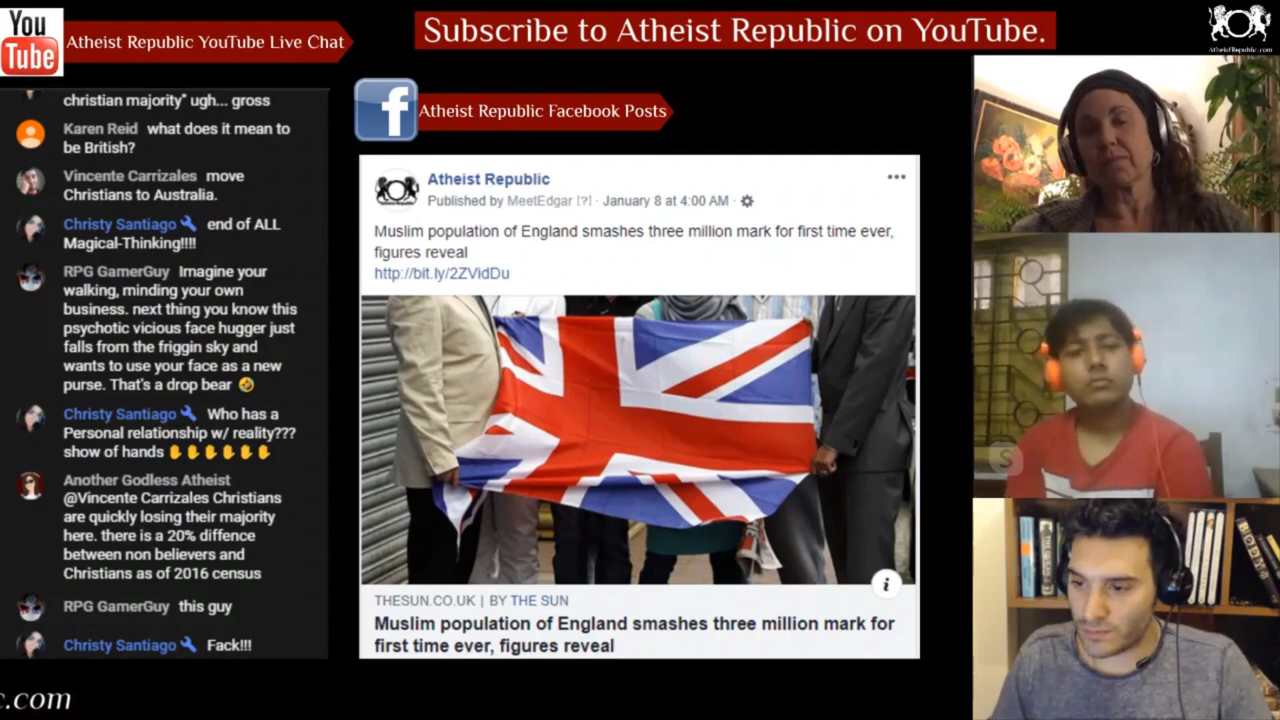 You
Tube
Atheist Republic YouTube Live Chat
Subscribe to Atheist Republic on YouTube.
AtheistRepublic.com
christian majority" ugh... gross
Karen Reid what does it mean to
be British?
Vincente Carrizales move
Christians to Australia.
Christy Santiago end of ALL
Magical-Thinking!!!!
RPG GamerGuy Imagine your
walking, minding your own
business. next thing you know this
psychotic vicious face hugger just
falls from the friggin sky and
wants to use your face as a new
purse. That's a drop bear 🤣
Christy Santiago Who has a
Personal relationship w/ reality???
show of hands ✋✋✋✋✋✋
Another Godless Atheist
@Vincente Carrizales Christians
are quickly losing their majority
here. there is a 20% diffence
between non believers and
Christians as of 2016 census
RPG GamerGuy this guy
Christy Santiago Fack!!!
f
Atheist Republic Facebook Posts
Atheist Republic
Published by MeetEdgar [?] · January 8 at 4:00 AM ·
Muslim population of England smashes three million mark for first time ever,
figures reveal
http://bit.ly/2ZVidDu
i
THESUN.CO.UK | BY THE SUN
Muslim population of England smashes three million mark for
first time ever, figures reveal
S
c.com